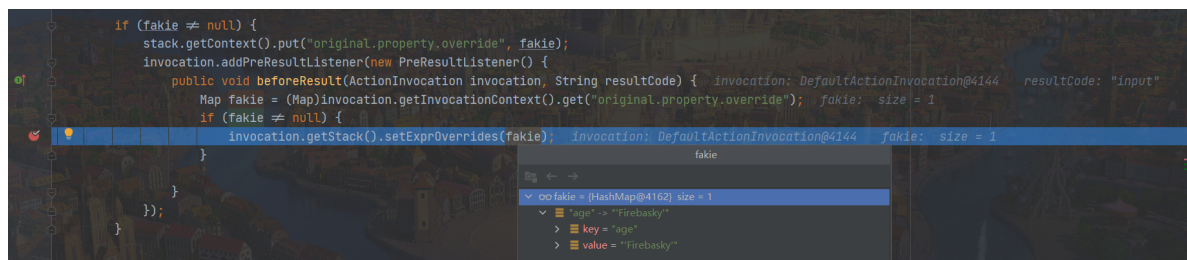 if (fakie ≠ null) {
stack.getContext().put("original.property.override", fakie);
invocation.addPreResultListener(new PreResultListener() {
public void beforeResult(ActionInvocation invocation, String resultCode) {   invocation: DefaultActionInvocation@4144   resultCode: "input"
Map fakie = (Map)invocation.getInvocationContext().get("original.property.override");   fakie:  size = 1
if (fakie ≠ null) {
invocation.getStack().setExprOverrides(fakie);   invocation: DefaultActionInvocation@4144   fakie:  size = 1
}
fakie
}
oo fakie = {HashMap@4162}  size = 1
"age" -> "'Firebasky'"
});
key = "age"
}
value = "'Firebasky'"